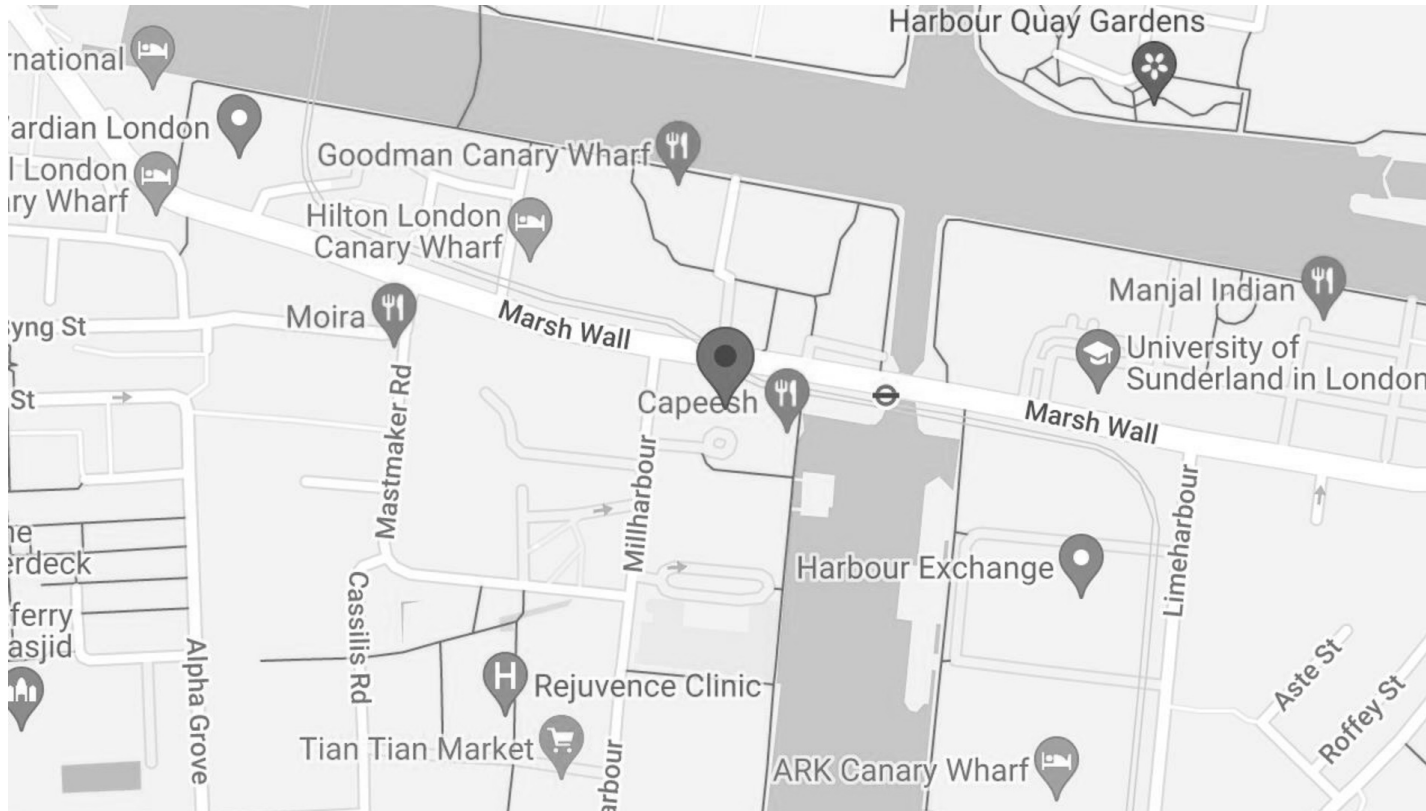 Harbour Quay Gardens
rnational
ardian London
Goodman Canary Wharf
l London
ary Wharf
Hilton London
Canary Wharf
Manjal Indian
Moira
Byng St
Marsh Wall
University of
Sunderland in London
St
Capeesh
Marsh Wall
Mastmaker Rd
Millharbour
Limeharbour
ne
erdeck
Harbour Exchange
ferry
asjid
Alpha Grove
Cassilis Rd
H
Rejuvence Clinic
Aste St
Roffey St
Tian Tian Market
arbour
ARK Canary Wharf